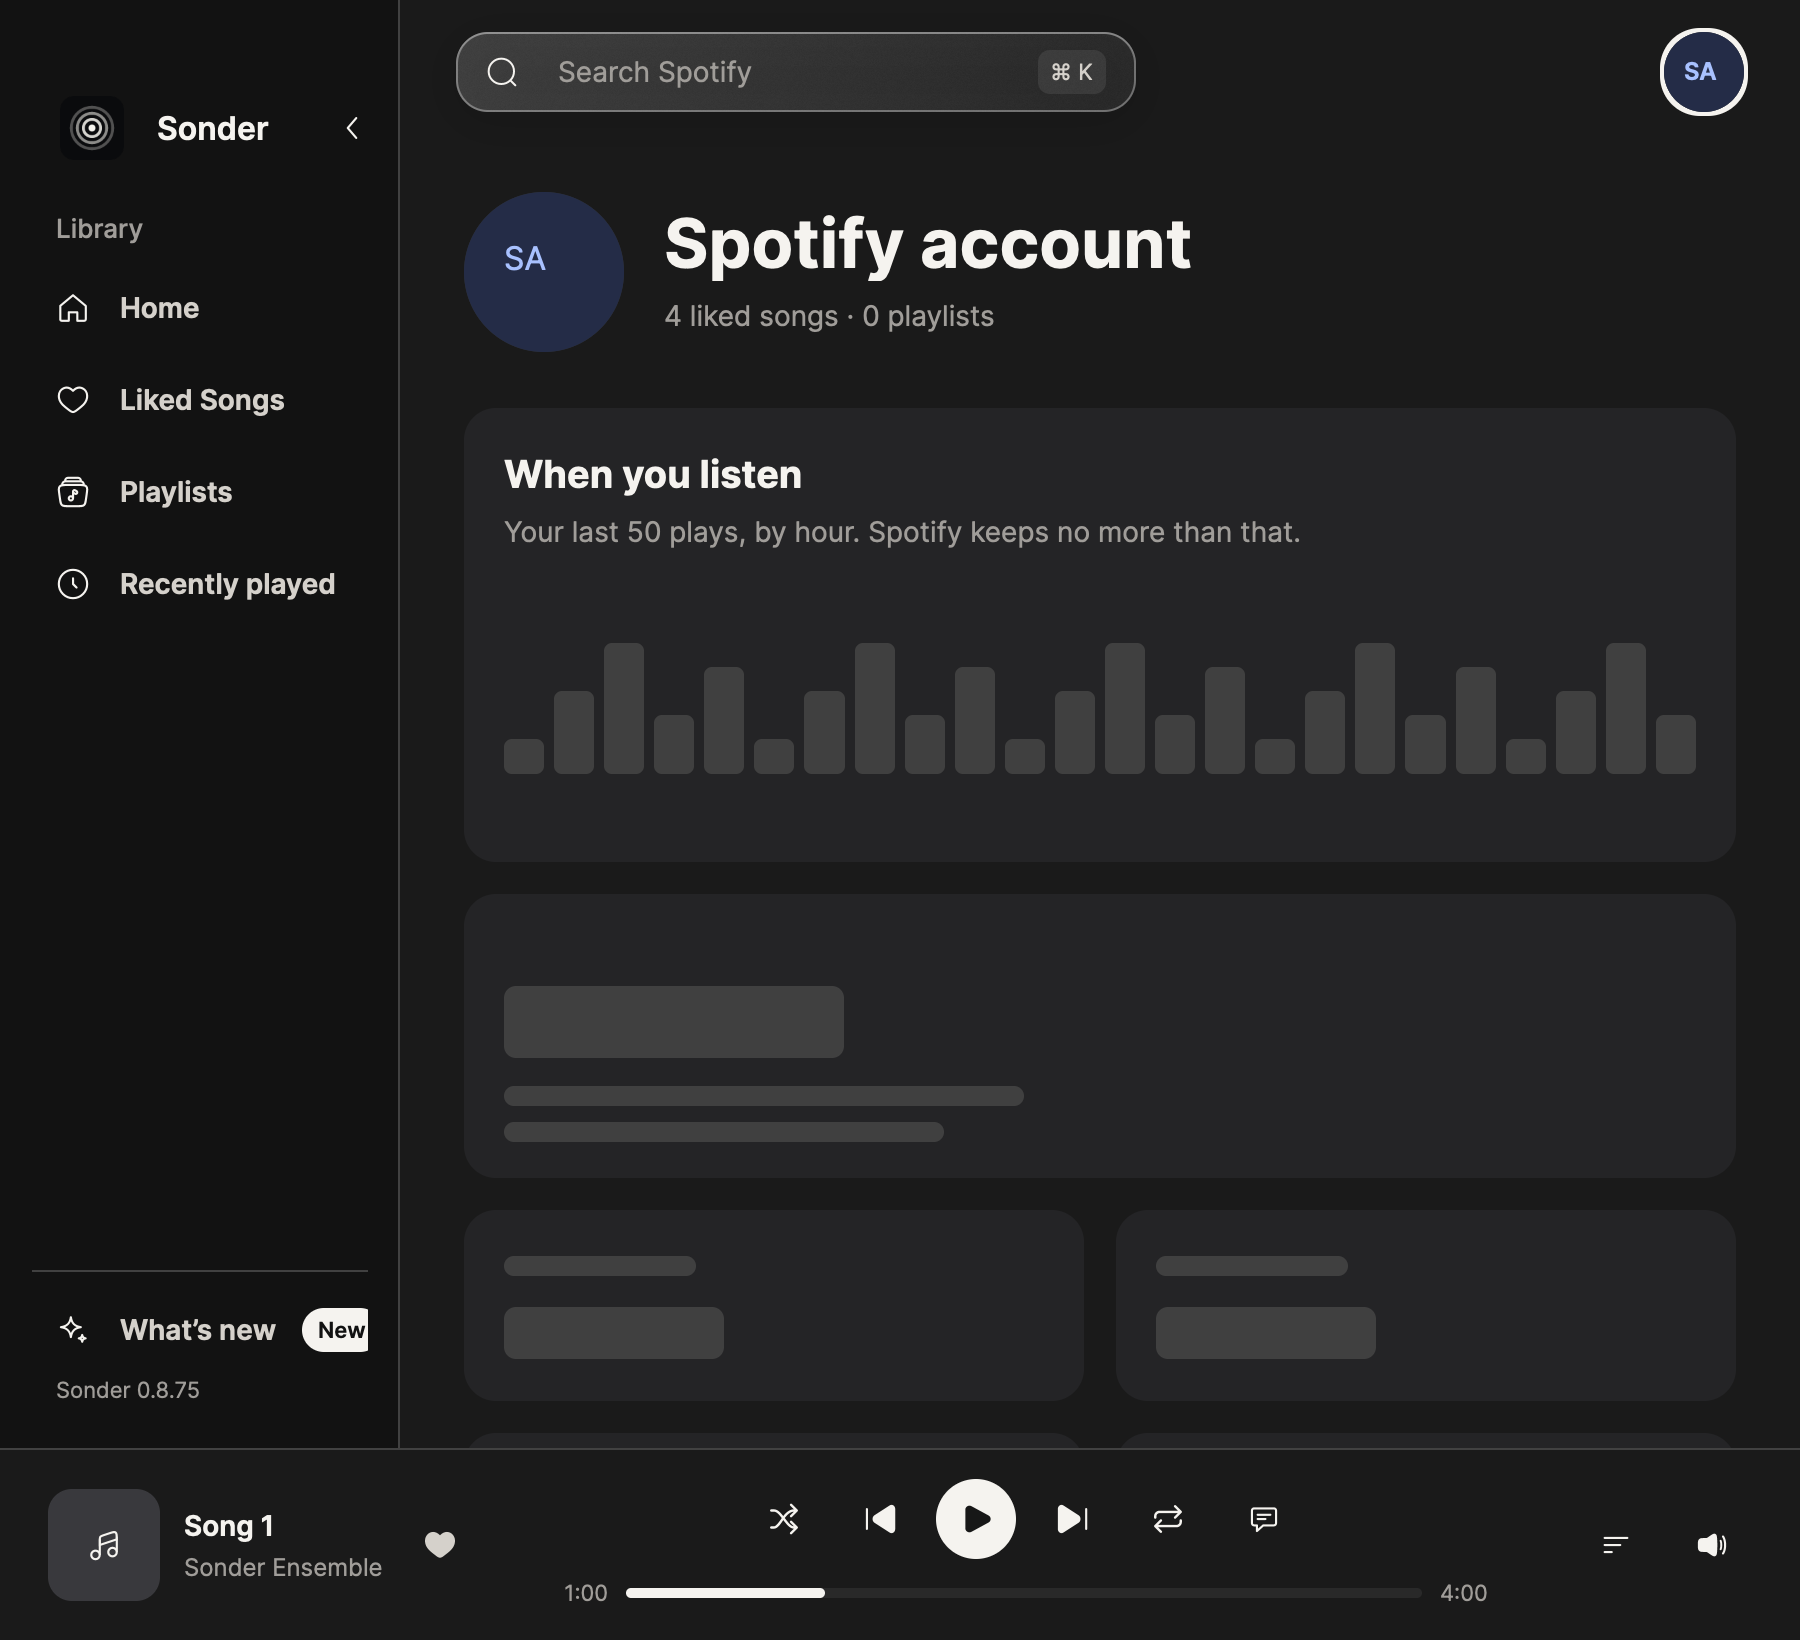 Search Spotify
⌘ K
SA
Sonder
Library
Home
Liked Songs
Playlists
Recently played
SA
Spotify account
4 liked songs · 0 playlists
When you listen
Your last 50 plays, by hour. Spotify keeps no more than that.
What’s new
New
Sonder 0.8.75
Song 1
Sonder Ensemble
1:00
4:00